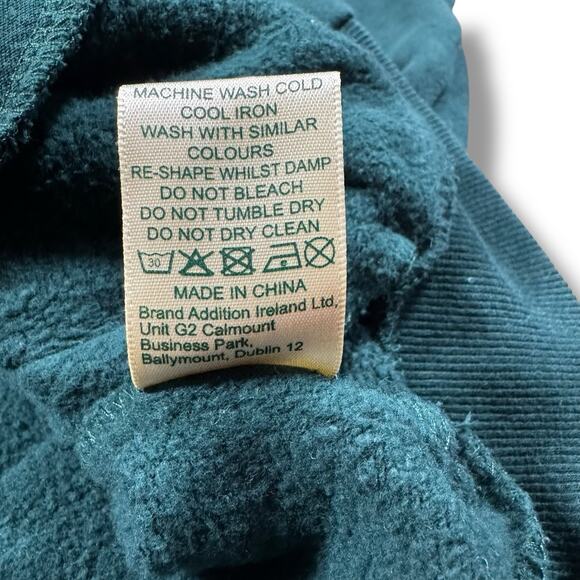 MACHINE WASH COLD
COOL IRON
WASH WITH SIMILAR
COLOURS
RE-SHAPE WHILST DAMP
DO NOT BLEACH
DO NOT TUMBLE DRY
DO NOT DRY CLEAN
30
MADE IN CHINA
Brand Addition Ireland Ltd,
Unit G2 Calmount
Business Park,
Ballymount, Dublin 12